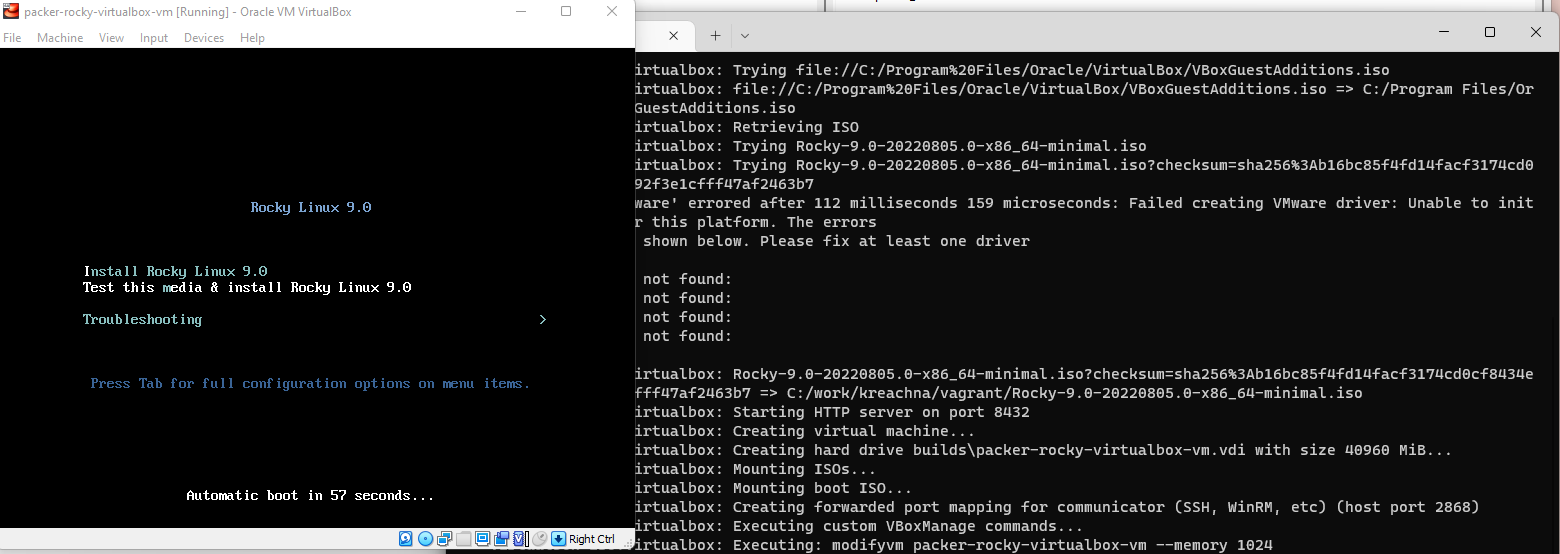 packer-rocky-virtualbox-vm [Running] - Oracle VM VirtualBox
File Machine View Input Devices Help
Rocky Linux 9.0
Install Rocky Linux 9.0
Test this media & install Rocky Linux 9.0
Troubleshooting >
Press Tab for full configuration options on menu items.
Automatic boot in 57 seconds...
Right Ctrl
irtualbox: Trying file://C:/Program%20Files/Oracle/VirtualBox/VBoxGuestAdditions.iso
irtualbox: file://C:/Program%20Files/Oracle/VirtualBox/VBoxGuestAdditions.iso => C:/Program Files/Or
GuestAdditions.iso
irtualbox: Retrieving ISO
irtualbox: Trying Rocky-9.0-20220805.0-x86_64-minimal.iso
irtualbox: Trying Rocky-9.0-20220805.0-x86_64-minimal.iso?checksum=sha256%3Ab16bc85f4fd14facf3174cd0
92f3e1cfff47af2463b7
ware' errored after 112 milliseconds 159 microseconds: Failed creating VMware driver: Unable to init
r this platform. The errors
shown below. Please fix at least one driver
not found:
not found:
not found:
not found:
irtualbox: Rocky-9.0-20220805.0-x86_64-minimal.iso?checksum=sha256%3Ab16bc85f4fd14facf3174cd0cf8434e
fff47af2463b7 => C:/work/kreachna/vagrant/Rocky-9.0-20220805.0-x86_64-minimal.iso
irtualbox: Starting HTTP server on port 8432
irtualbox: Creating virtual machine...
irtualbox: Creating hard drive builds\packer-rocky-virtualbox-vm.vdi with size 40960 MiB...
irtualbox: Mounting ISOs...
irtualbox: Mounting boot ISO...
irtualbox: Creating forwarded port mapping for communicator (SSH, WinRM, etc) (host port 2868)
irtualbox: Executing custom VBoxManage commands...
irtualbox: Executing: modifyvm packer-rocky-virtualbox-vm --memory 1024